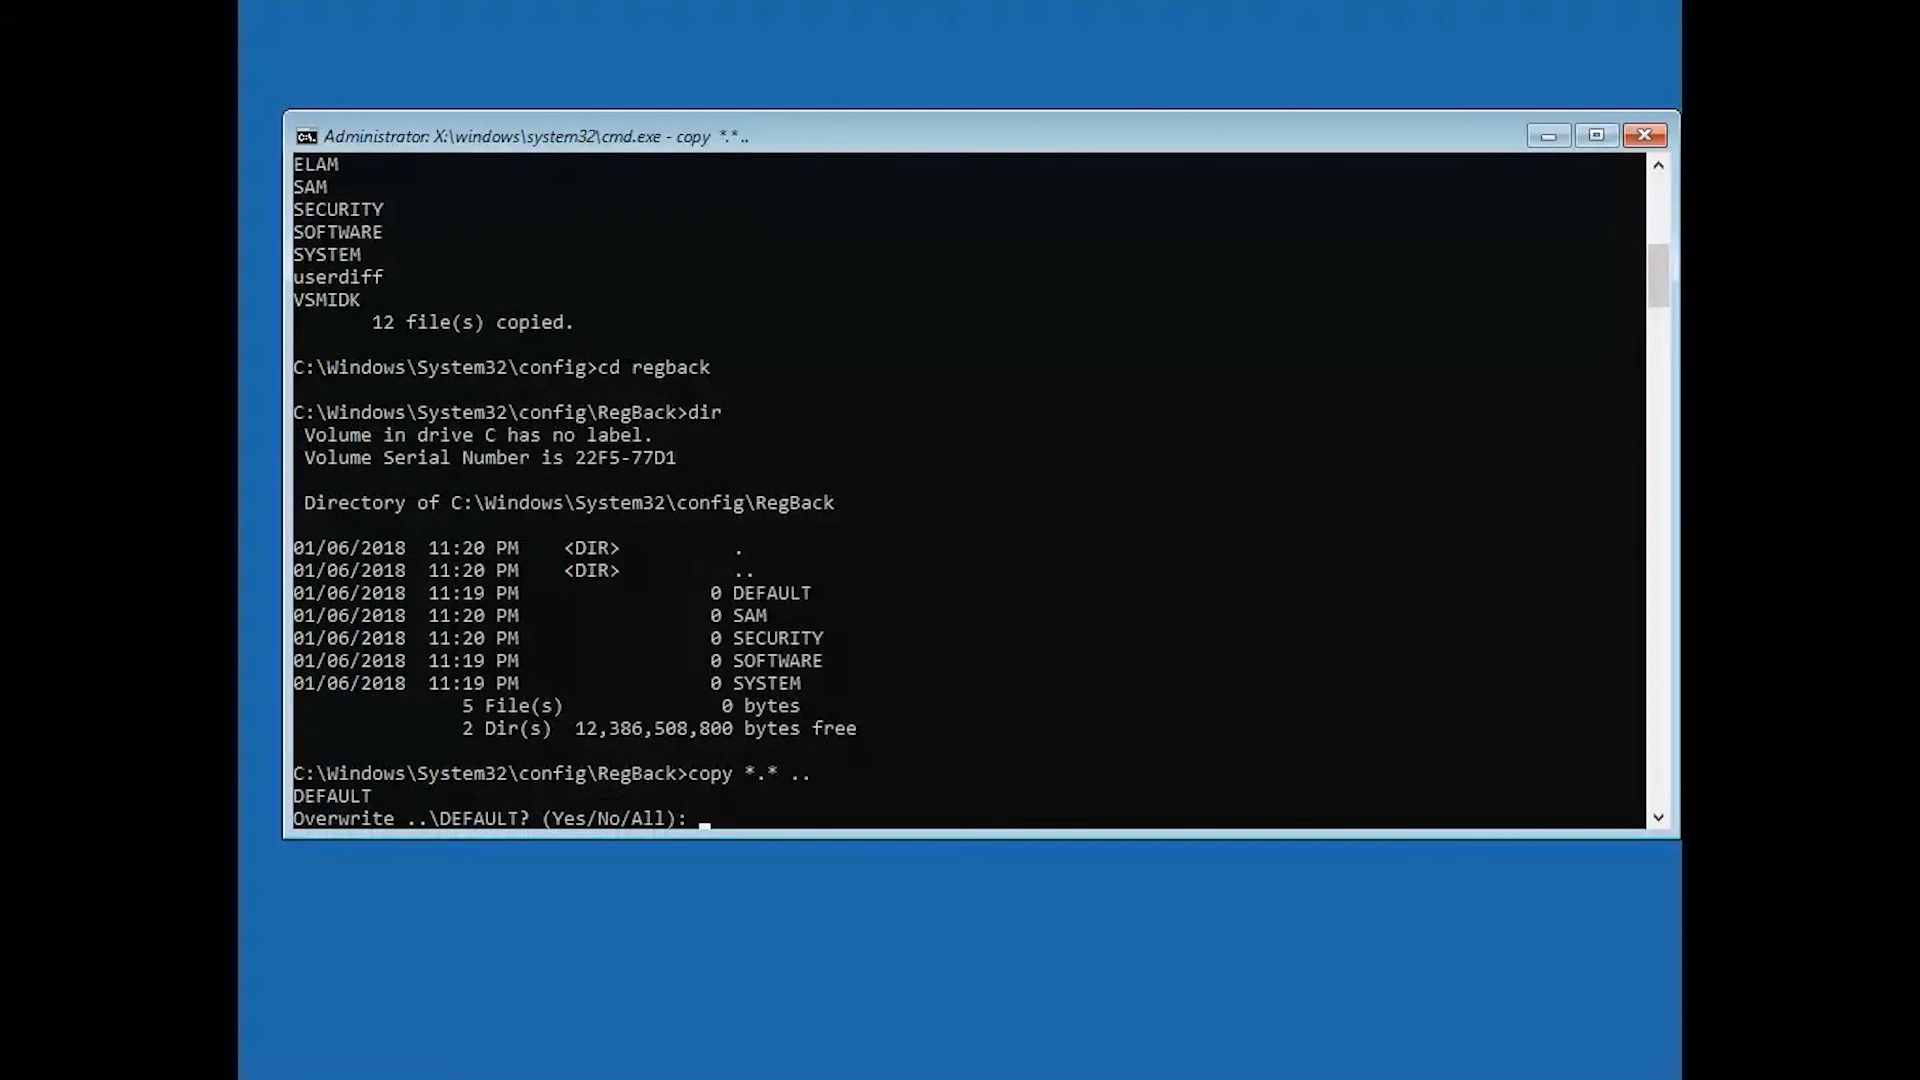 Administrator: X:\windows\system32\cmd.exe - copy *.* ..
ELAM
SAM
SECURITY
SOFTWARE
SYSTEM
userdiff
VSMIDK
12 file(s) copied.
C:\Windows\System32\config>cd regback
C:\Windows\System32\config\RegBack>dir
Volume in drive C has no label.
Volume Serial Number is 22F5-77D1
Directory of C:\Windows\System32\config\RegBack
01/06/2018 11:20 PM <DIR> .
01/06/2018 11:20 PM <DIR> ..
01/06/2018 11:19 PM 0 DEFAULT
01/06/2018 11:20 PM 0 SAM
01/06/2018 11:20 PM 0 SECURITY
01/06/2018 11:19 PM 0 SOFTWARE
01/06/2018 11:19 PM 0 SYSTEM
5 File(s) 0 bytes
2 Dir(s) 12,386,508,800 bytes free
C:\Windows\System32\config\RegBack>copy *.* ..
DEFAULT
Overwrite ..\DEFAULT? (Yes/No/All): _